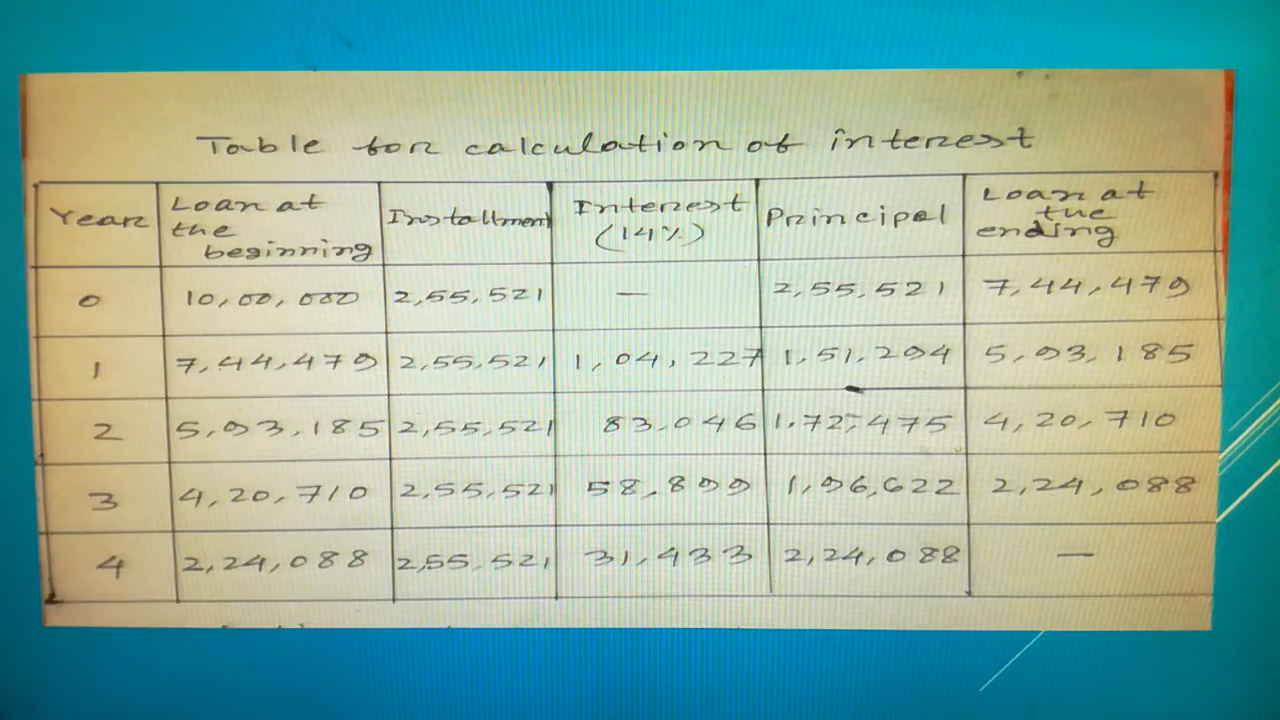 Table for calculation of interest
Year
Loan at
the
beginning
Installment
Interest
(14%)
Principal
Loan at
the
ending
0 10,00,000 2,55,521 — 2,55,521 7,44,479
1 7,44,479 2,55,521 1,04,227 1,51,294 5,93,185
2 5,93,185 2,55,521 83,046 1,72,475 4,20,710
3 4,20,710 2,55,521 58,899 1,96,622 2,24,088
4 2,24,088 2,55,521 31,433 2,24,088 —